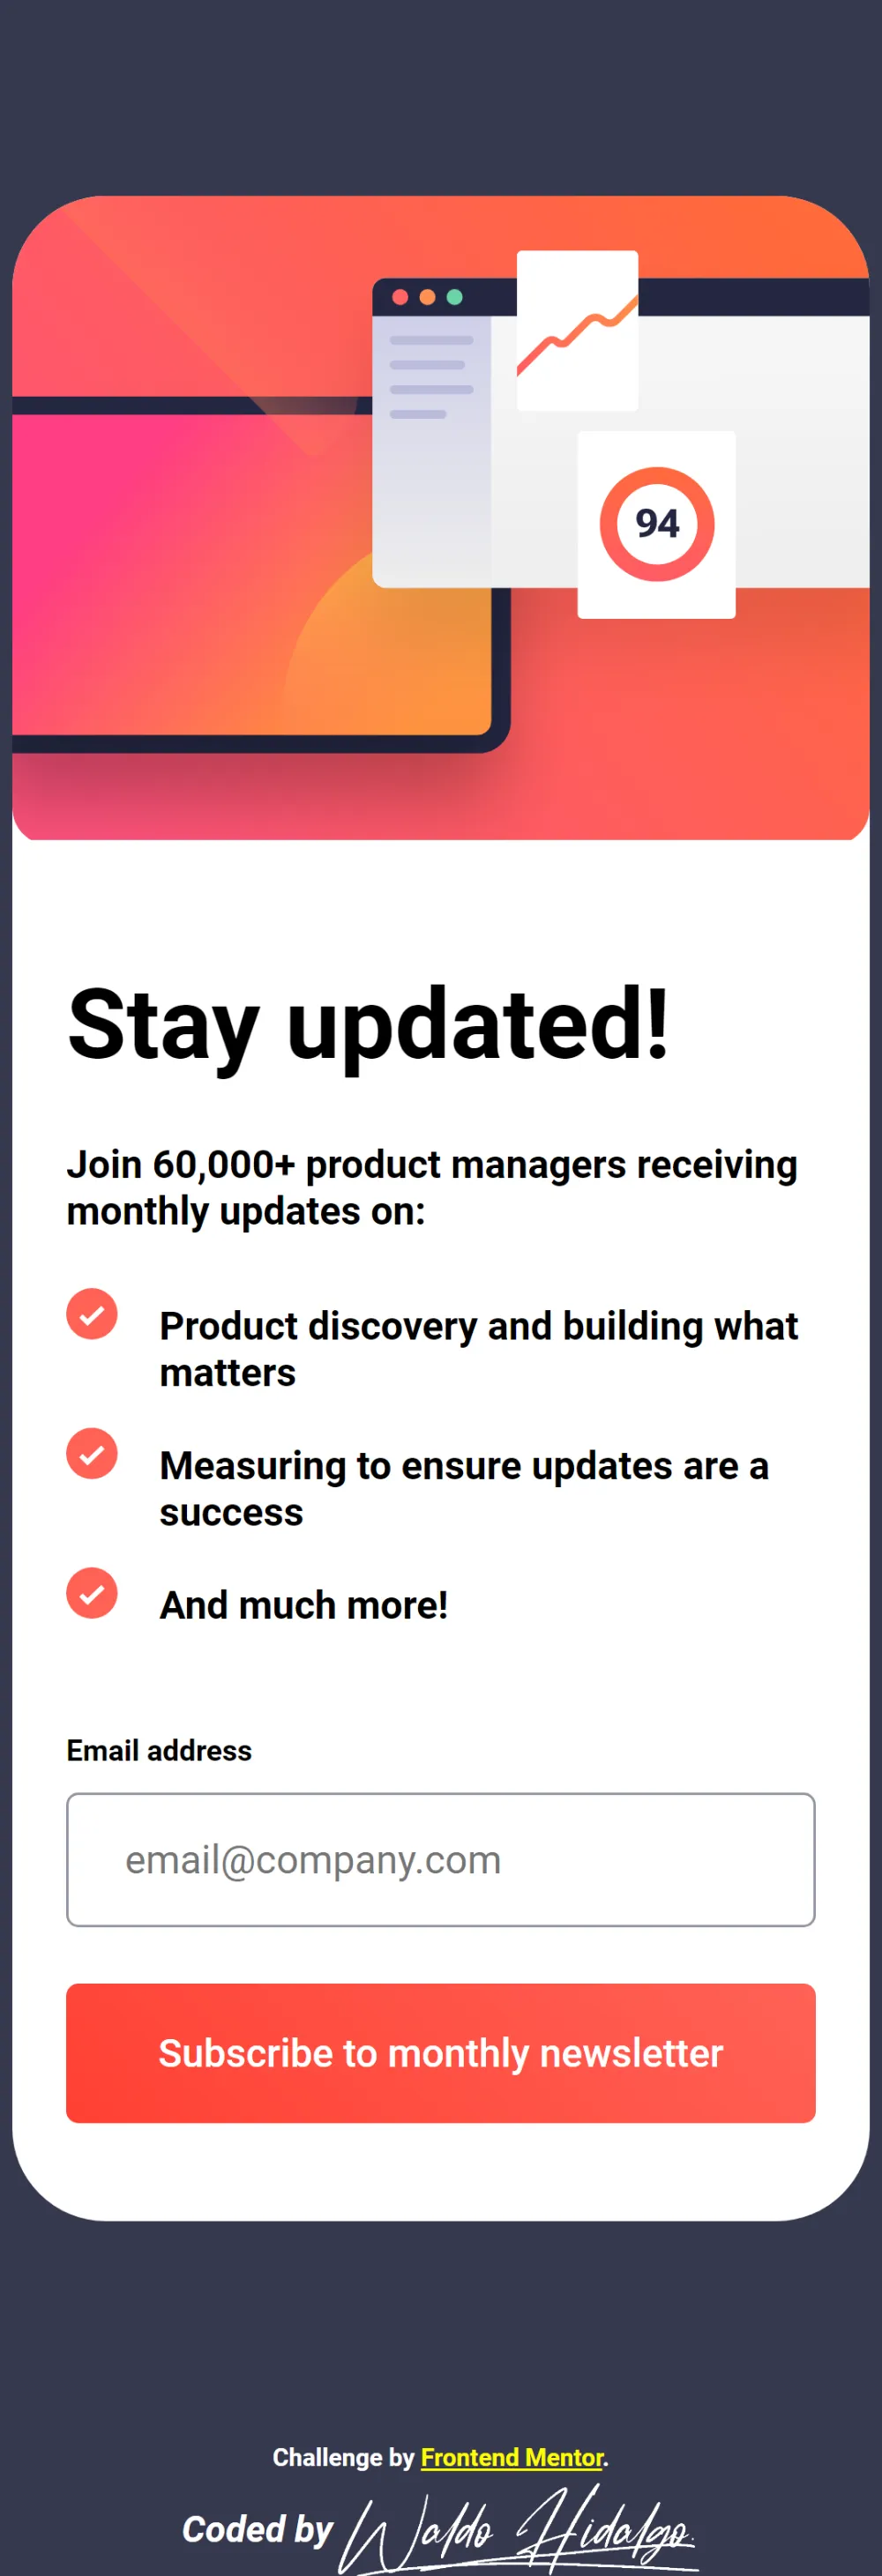 94
Stay updated!
Join 60,000+ product managers receiving
monthly updates on:
Product discovery and building what
matters
Measuring to ensure updates are a
success
And much more!
Email address
email@company.com
Subscribe to monthly newsletter
Challenge by Frontend Mentor.
Coded by Waldo Hidalgo.